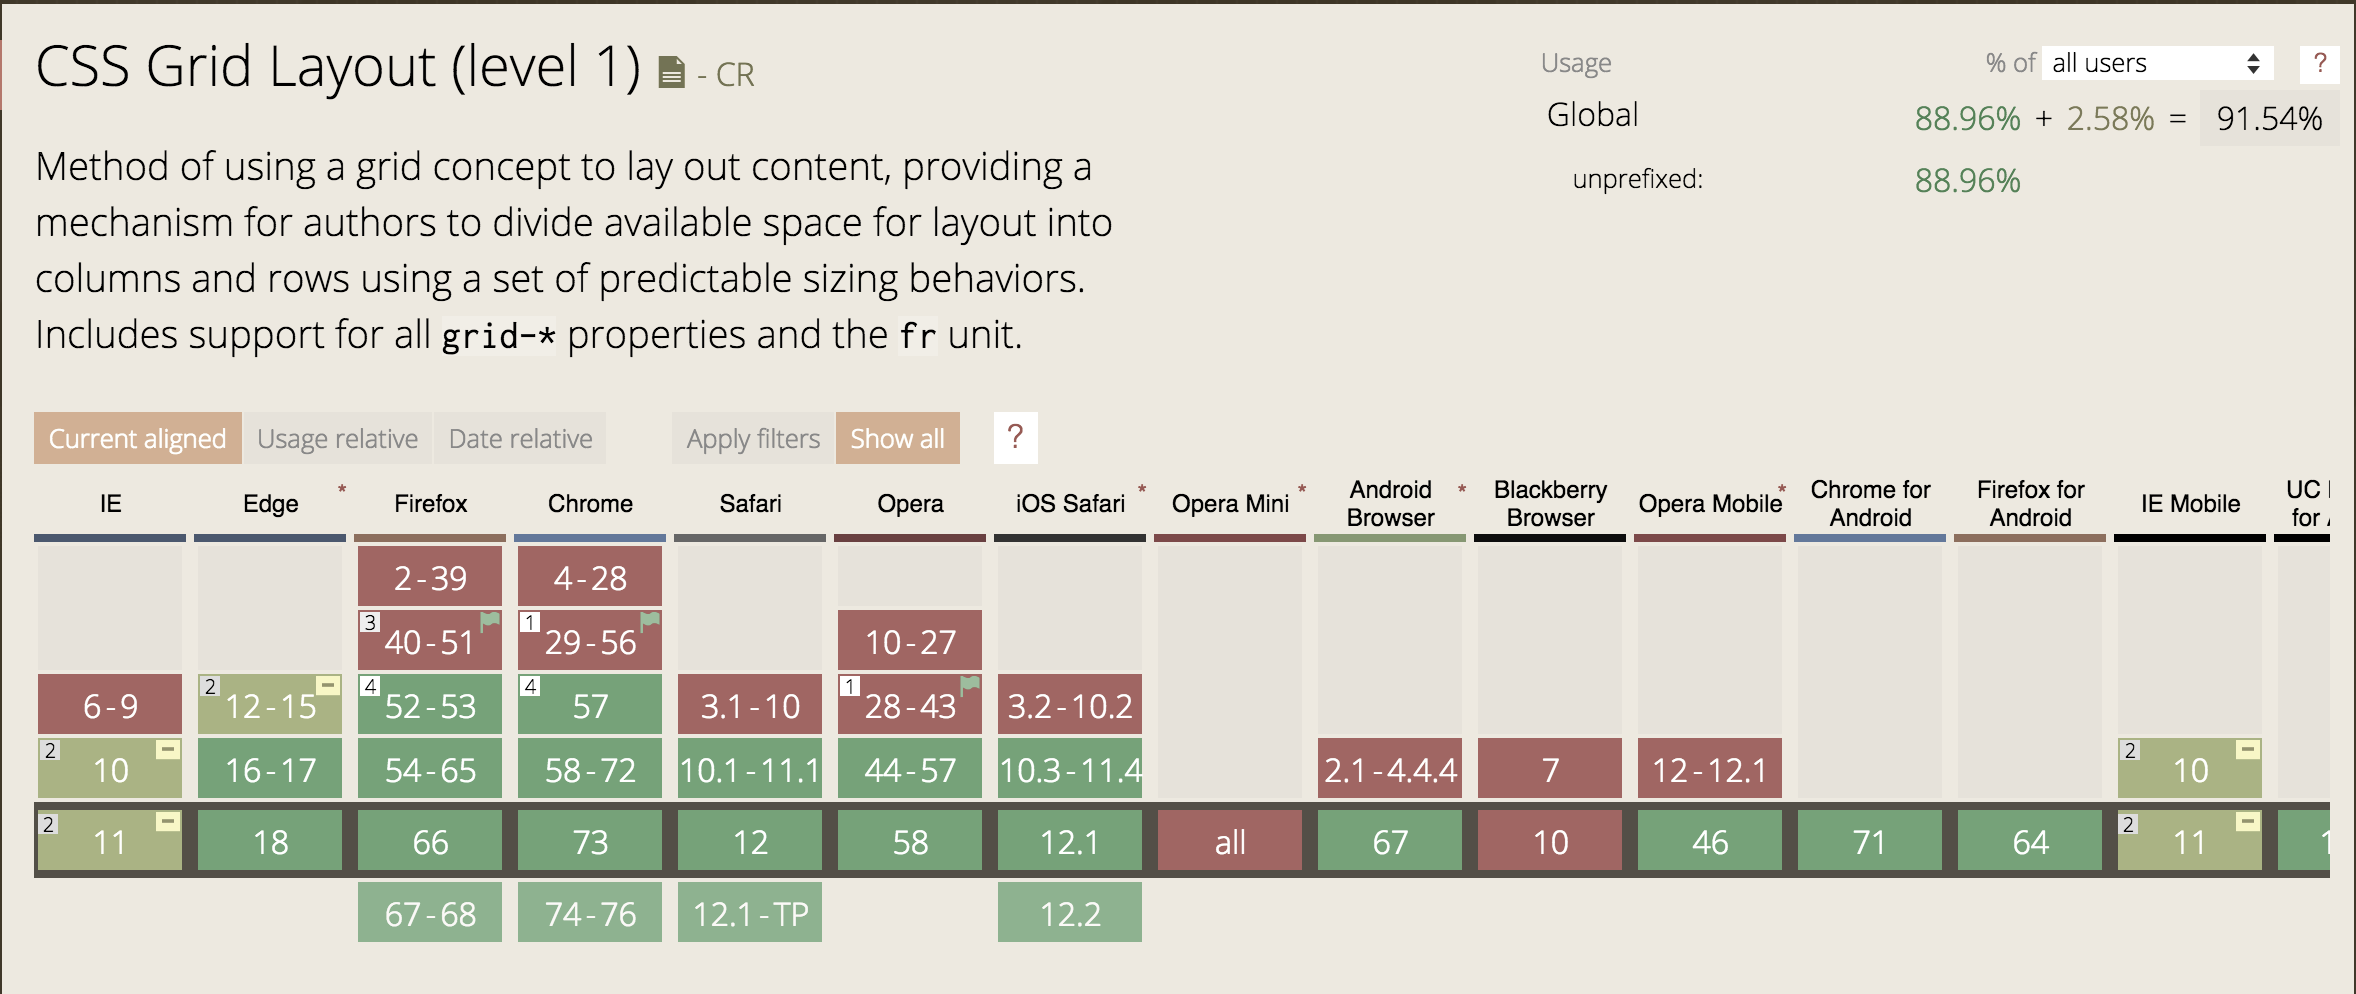 CSS Grid Layout (level 1) - CR
Usage % of all users ?
Global 88.96% + 2.58% = 91.54%
unprefixed: 88.96%
Method of using a grid concept to lay out content, providing a
mechanism for authors to divide available space for layout into
columns and rows using a set of predictable sizing behaviors.
Includes support for all grid-* properties and the fr unit.
Current aligned Usage relative Date relative Apply filters Show all ?
IE Edge * Firefox Chrome Safari Opera iOS Safari * Opera Mini * Android Browser * Blackberry Browser Opera Mobile * Chrome for Android Firefox for Android IE Mobile UC for
2-39 4-28
3 40-51 1 29-56 10-27
6-9 2 12-15 4 52-53 4 57 3.1-10 1 28-43 3.2-10.2
2 10 16-17 54-65 58-72 10.1-11.1 44-57 10.3-11.4 2.1-4.4.4 7 12-12.1 2 10
2 11 18 66 73 12 58 12.1 all 67 10 46 71 64 2 11
67-68 74-76 12.1-TP 12.2